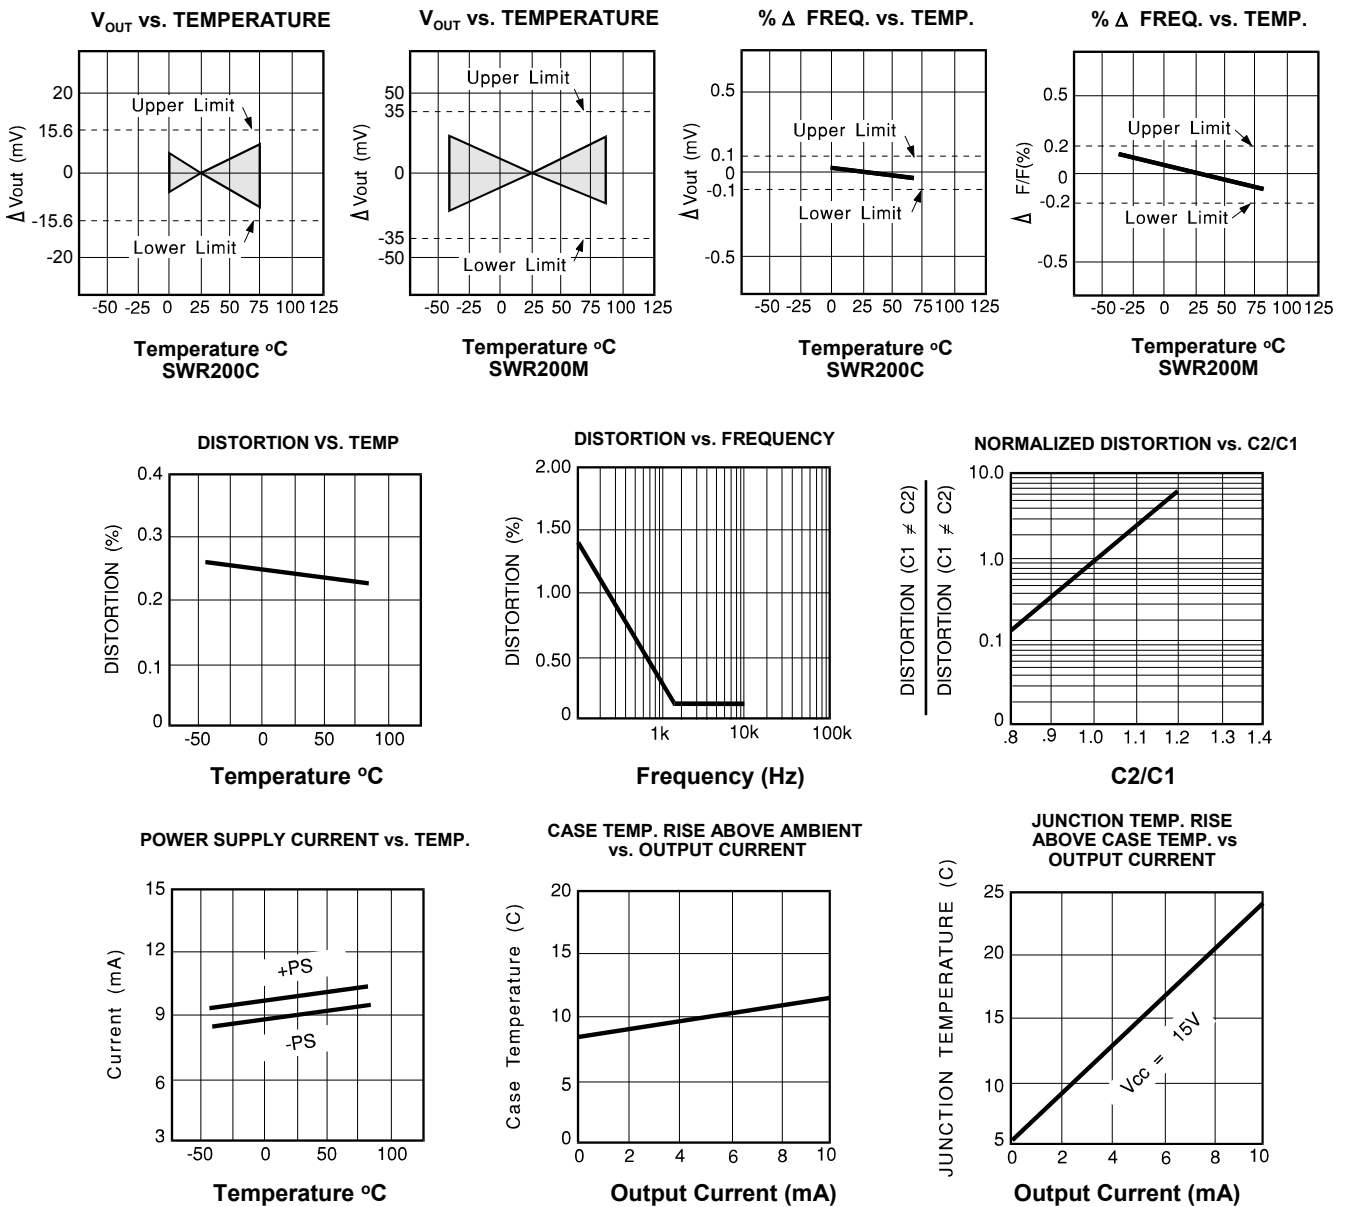 VOUT vs. TEMPERATURE
20
15.6
0
-15.6
-20
Δ Vout (mV)
Upper Limit
Lower Limit
-50 -25 0 25 50 75 100 125
Temperature ºC
SWR200C
VOUT vs. TEMPERATURE
50
35
0
-35
-50
Δ Vout (mV)
Upper Limit
Lower Limit
-50 -25 0 25 50 75 100 125
Temperature ºC
SWR200M
% Δ FREQ. vs. TEMP.
0.5
0.1
0
-0.1
-0.5
Δ Vout (mV)
Upper Limit
Lower Limit
-50 -25 0 25 50 75 100 125
Temperature ºC
SWR200C
% Δ FREQ. vs. TEMP.
0.5
0.2
0
-0.2
-0.5
Δ F/F(%)
Upper Limit
Lower Limit
-50 -25 0 25 50 75 100 125
Temperature ºC
SWR200M
DISTORTION VS. TEMP
0.4
0.3
0.2
0.1
0
DISTORTION (%)
-50 0 50 100
Temperature ºC
DISTORTION vs. FREQUENCY
2.00
1.50
1.00
0.50
0
DISTORTION (%)
1k 10k 100k
Frequency (Hz)
NORMALIZED DISTORTION vs. C2/C1
10.0
1.0
0.1
0
DISTORTION (C1 ≠ C2)
DISTORTION (C1 ≠ C2)
.8 .9 1.0 1.1 1.2 1.3 1.4
C2/C1
POWER SUPPLY CURRENT vs. TEMP.
15
12
9
6
3
Current (mA)
+PS
-PS
-50 0 50 100
Temperature ºC
CASE TEMP. RISE ABOVE AMBIENT
vs. OUTPUT CURRENT
20
15
10
5
0
Case Temperature (C)
0 2 4 6 8 10
Output Current (mA)
JUNCTION TEMP. RISE
ABOVE CASE TEMP. vs
OUTPUT CURRENT
25
20
15
10
5
JUNCTION TEMPERATURE (C)
Vcc = 15V
0 2 4 6 8 10
Output Current (mA)